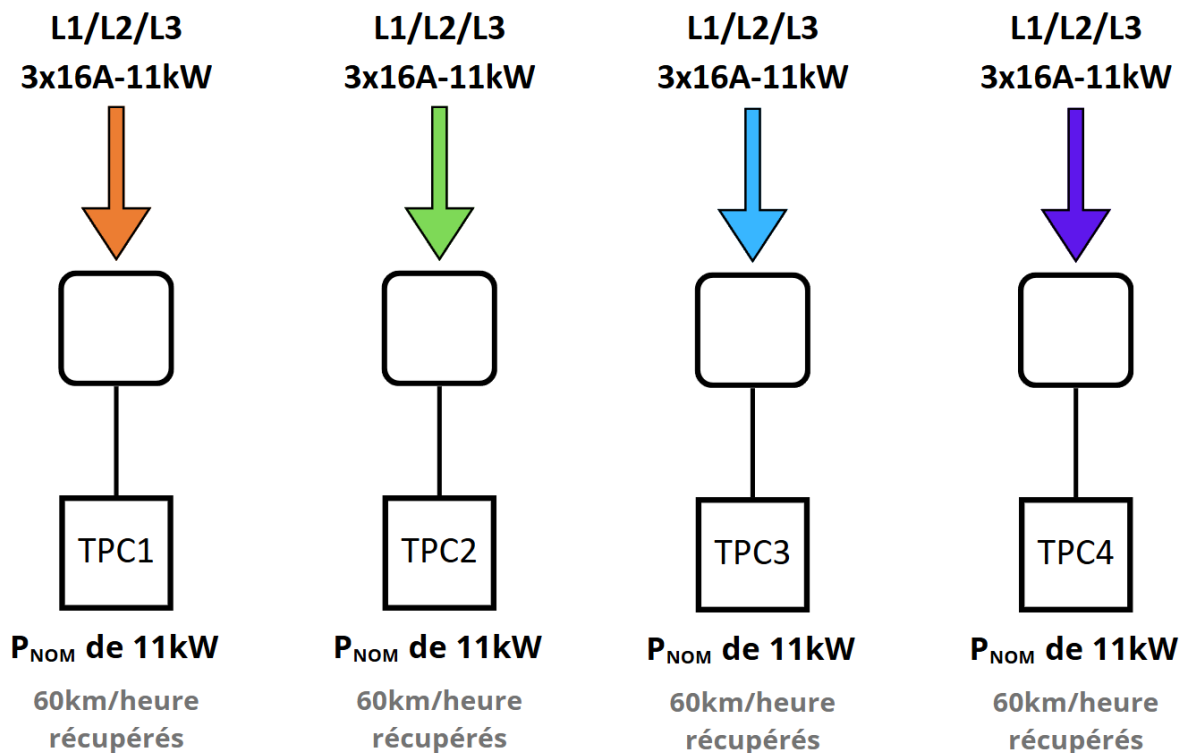 L1/L2/L3
3x16A-11kW
L1/L2/L3
3x16A-11kW
L1/L2/L3
3x16A-11kW
L1/L2/L3
3x16A-11kW
TPC1
TPC2
TPC3
TPC4
PNOM de 11kW
60km/heure
récupérés
PNOM de 11kW
60km/heure
récupérés
PNOM de 11kW
60km/heure
récupérés
PNOM de 11kW
60km/heure
récupérés